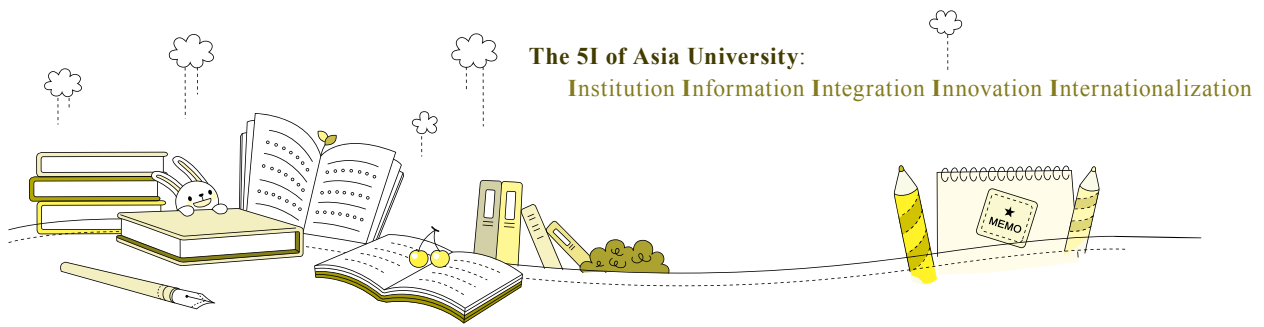 The 5I of Asia University:
Institution Information Integration Innovation Internationalization
MEMO